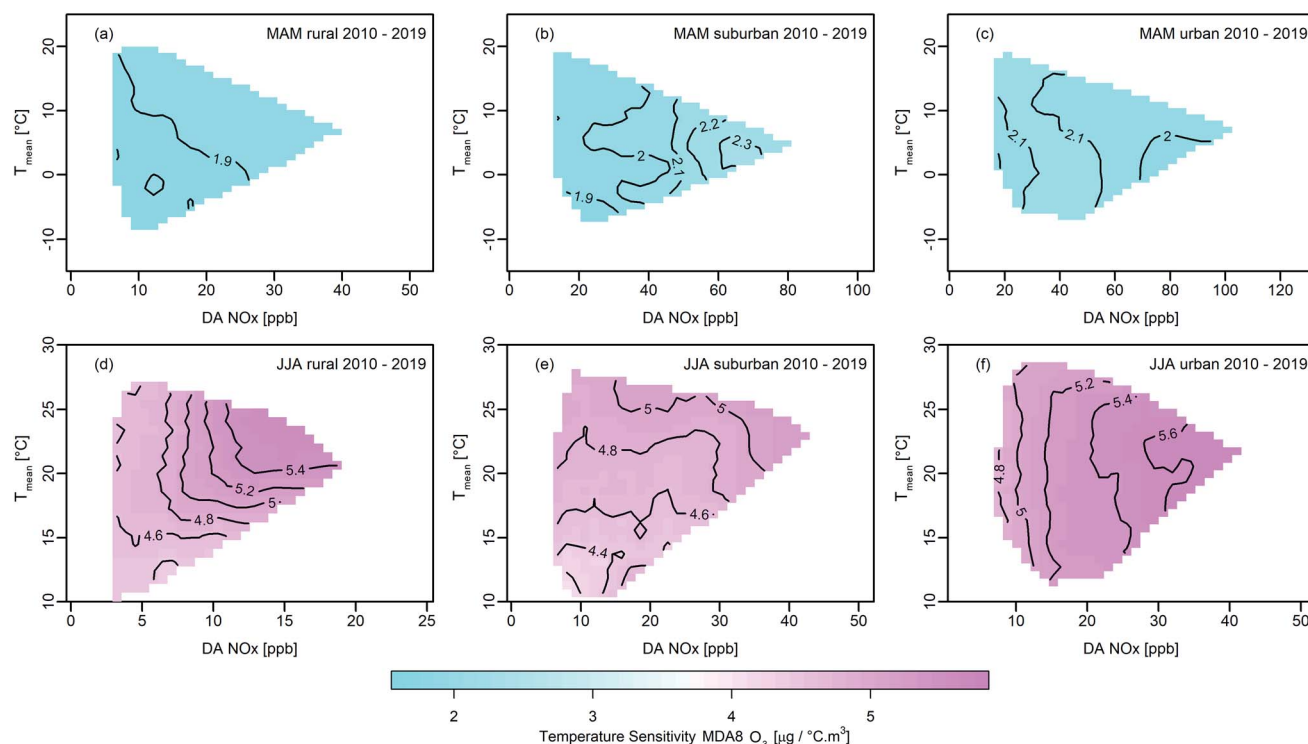 (a) MAM rural 2010 - 2019
20
10
0
-10
T mean [°C]
1.9
0 10 20 30 40 50
DA NOx [ppb]
(b) MAM suburban 2010 - 2019
20
10
0
-10
T mean [°C]
2.2
2.3
2
2.1
1.9
0 20 40 60 80 100
DA NOx [ppb]
(c) MAM urban 2010 - 2019
20
10
0
-10
T mean [°C]
2.1
2.1
2
0 20 40 60 80 100 120
DA NOx [ppb]
(d) JJA rural 2010 - 2019
30
25
20
15
10
T mean [°C]
5.4
5.2
5
4.8
4.6
0 5 10 15 20 25
DA NOx [ppb]
(e) JJA suburban 2010 - 2019
30
25
20
15
10
T mean [°C]
5
5
4.8
4.6
4.4
0 10 20 30 40 50
DA NOx [ppb]
(f) JJA urban 2010 - 2019
30
25
20
15
10
T mean [°C]
5.2
5.4
5.6
4.8
5
10 20 30 40 50
DA NOx [ppb]
2 3 4 5
Temperature Sensitivity MDA8 O₃ [µg / °C.m³]